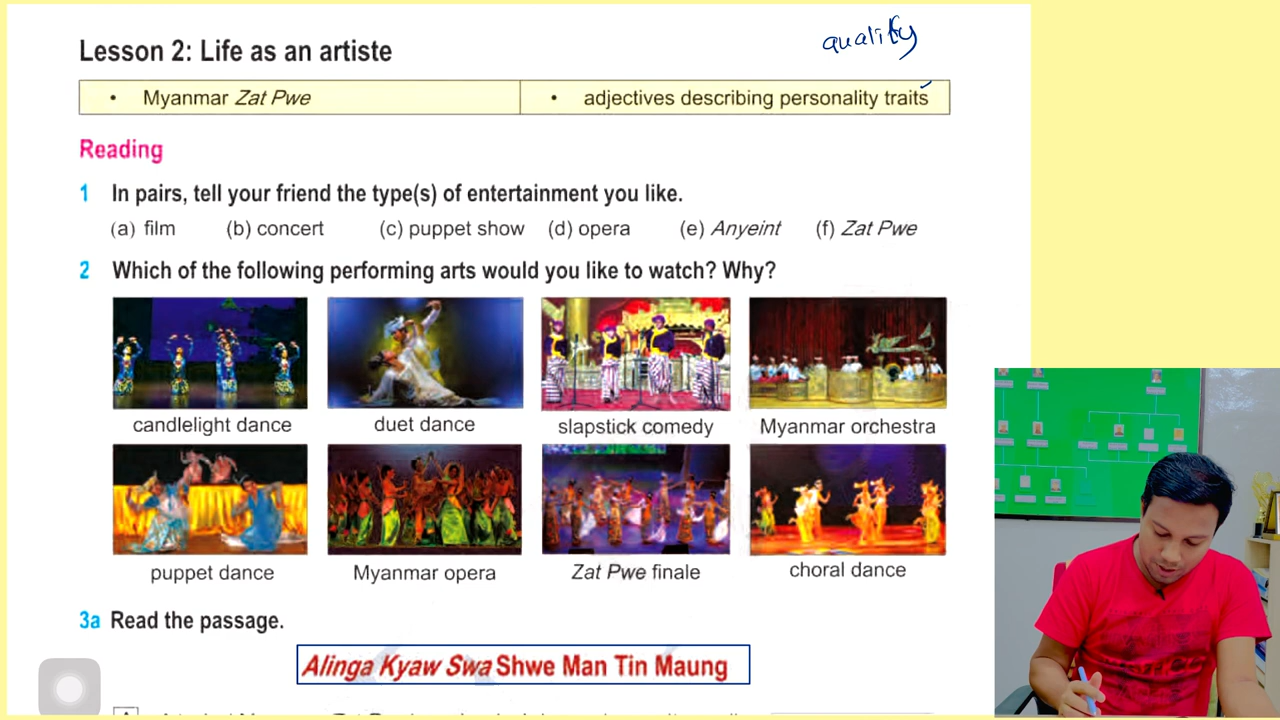 quality
Lesson 2: Life as an artiste
• Myanmar Zat Pwe • adjectives describing personality traits
Reading
1 In pairs, tell your friend the type(s) of entertainment you like.
(a) film (b) concert (c) puppet show (d) opera (e) Anyeint (f) Zat Pwe
2 Which of the following performing arts would you like to watch? Why?
candlelight dance duet dance slapstick comedy Myanmar orchestra
puppet dance Myanmar opera Zat Pwe finale choral dance
3a Read the passage.
Alinga Kyaw Swa Shwe Man Tin Maung